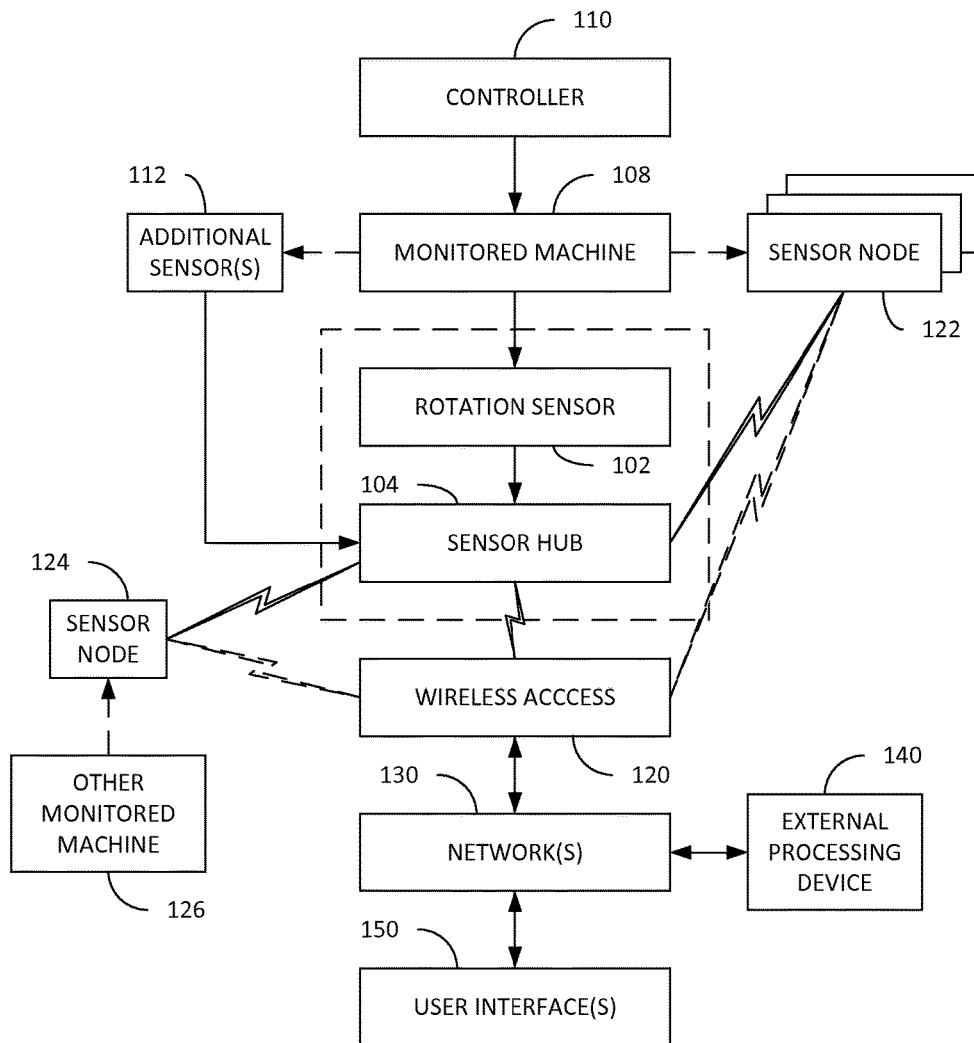 110
CONTROLLER
112
108
ADDITIONAL
SENSOR(S)
MONITORED MACHINE
SENSOR NODE
122
ROTATION SENSOR
102
104
SENSOR HUB
124
SENSOR
NODE
WIRELESS ACCCESS
120
130
140
OTHER
MONITORED
MACHINE
NETWORK(S)
EXTERNAL
PROCESSING
DEVICE
126
150
USER INTERFACE(S)